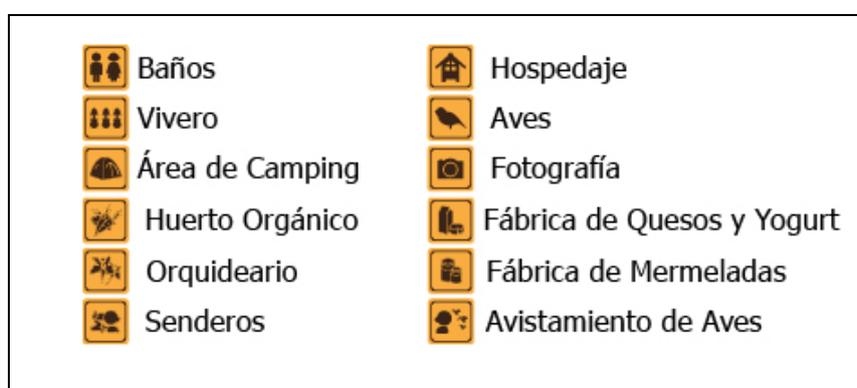 Baños
Vivero
Área de Camping
Huerto Orgánico
Orquideario
Senderos
Hospedaje
Aves
Fotografía
Fábrica de Quesos y Yogurt
Fábrica de Mermeladas
Avistamiento de Aves